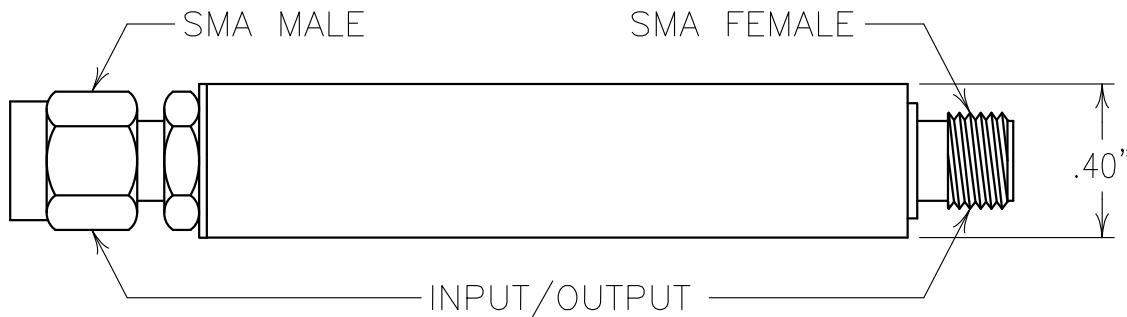 SMA MALE
SMA FEMALE
.40"
INPUT/OUTPUT